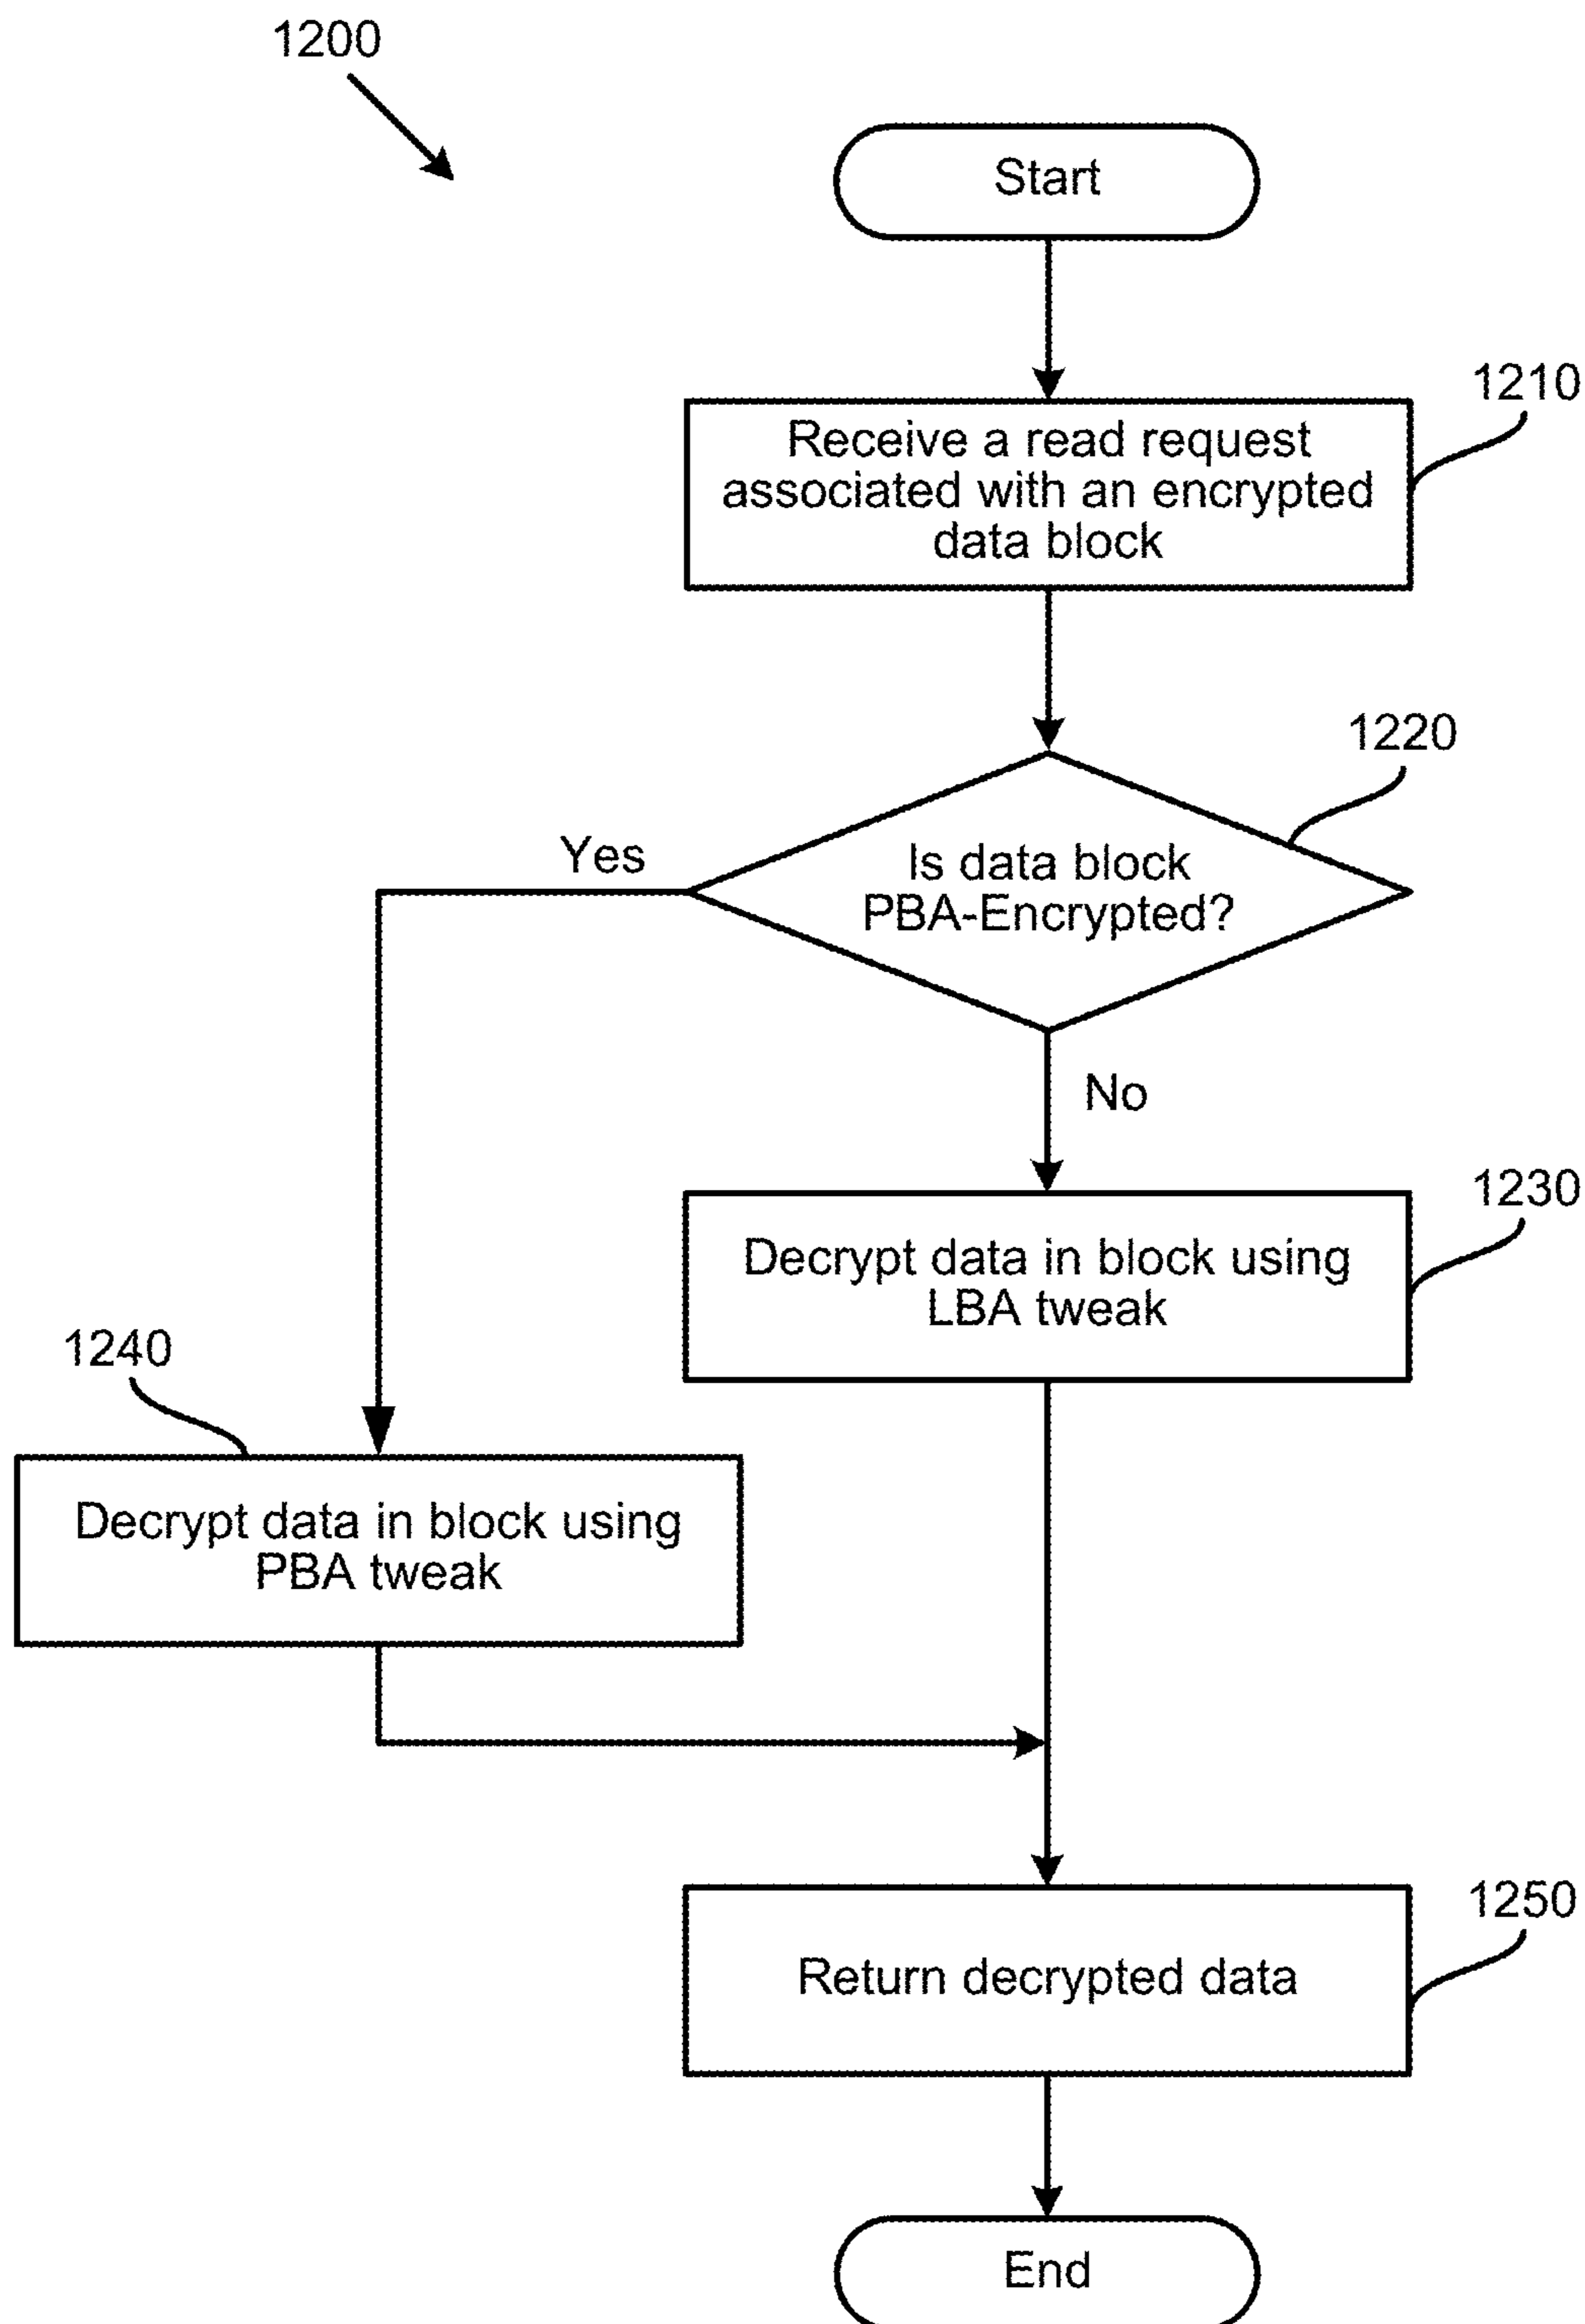 1200
Start
1210
Receive a read request
associated with an encrypted
data block
1220
Yes
Is data block
PBA-Encrypted?
No
1230
Decrypt data in block using
LBA tweak
1240
Decrypt data in block using
PBA tweak
1250
Return decrypted data
End